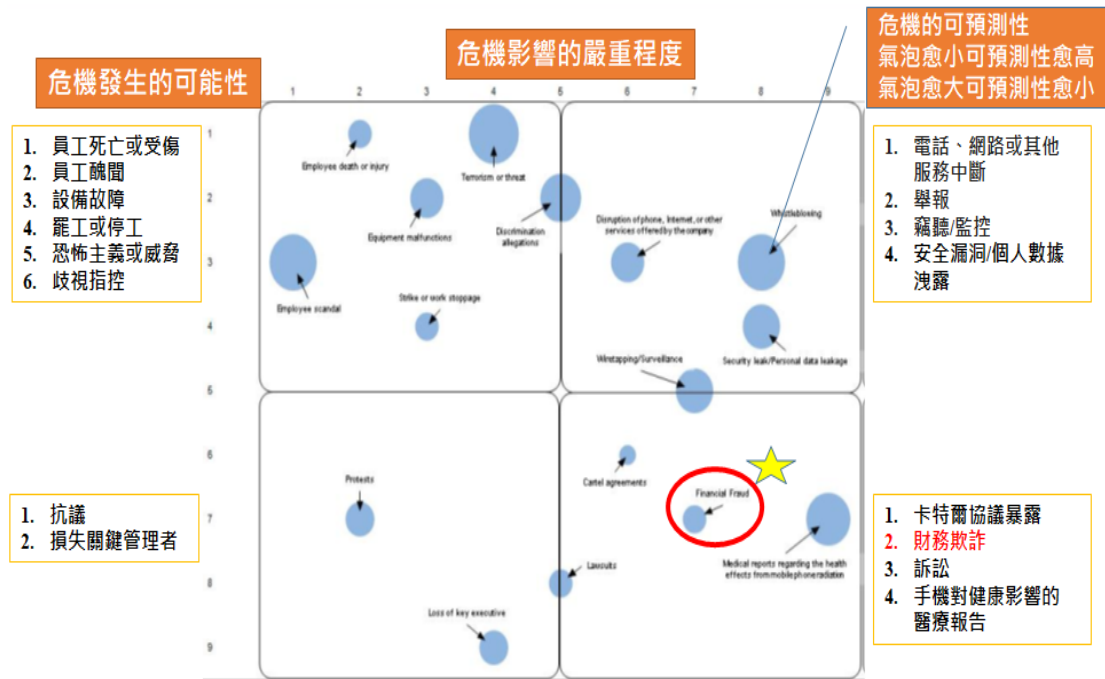 危機影響的嚴重程度
危機的可預測性
氣泡愈小可預測性愈高
氣泡愈大可預測性愈小
危機發生的可能性
1 2 3 4 5 6 7 8 9
1. 員工死亡或受傷
2. 員工醜聞
3. 設備故障
4. 罷工或停工
5. 恐怖主義或威脅
6. 歧視指控
1. 電話、網路或其他
服務中斷
2. 舉報
3. 竊聽/監控
4. 安全漏洞/個人數據
洩露
1
2
3
4
5
6
7
8
9
Employee death or injury
Terrorism or threat
Equipment malfunctions
Discrimination
allegations
Disruption of phone, Internet, or other
services offered by the company
Whistleblowing
Employee scandal
Strike or work stoppage
Wiretapping/Surveillance
Security leak/Personal data leakage
Cartel agreements
Financial Fraud
Protests
Medical reports regarding the health
effects from mobile phone radiation
Lawsuits
Loss of key executive
1. 抗議
2. 損失關鍵管理者
1. 卡特爾協議暴露
2. 財務欺詐
3. 訴訟
4. 手機對健康影響的
醫療報告